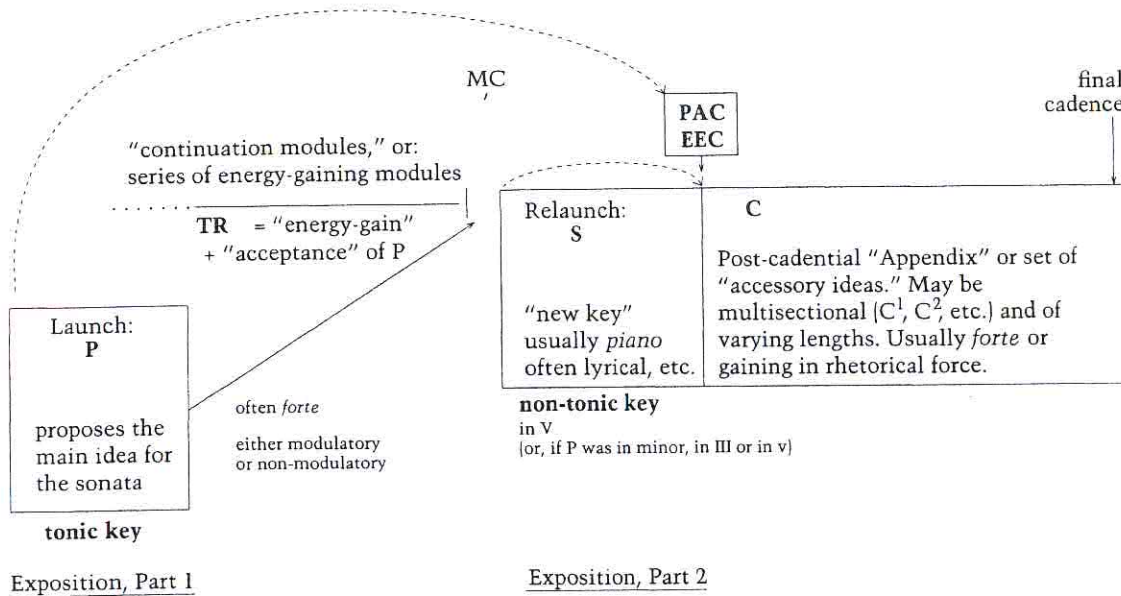 MC
PAC
EEC
final
cadence
"continuation modules," or:
series of energy-gaining modules
TR = "energy-gain"
+ "acceptance" of P
Launch:
P
proposes the
main idea for
the sonata
tonic key
often forte
either modulatory
or non-modulatory
Relaunch:
S
"new key"
usually piano
often lyrical, etc.
C
Post-cadential "Appendix" or set of
"accessory ideas." May be
multisectional (C¹, C², etc.) and of
varying lengths. Usually forte or
gaining in rhetorical force.
non-tonic key
in V
(or, if P was in minor, in III or in v)
Exposition, Part 1
Exposition, Part 2